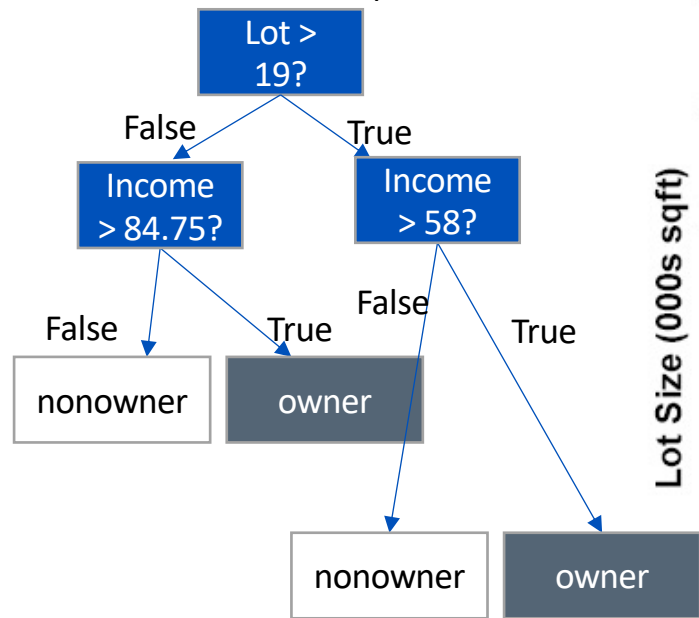 Lot >
19?
False
True
Income
> 84.75?
Income
> 58?
False
True
False
True
nonowner
owner
nonowner
owner
Lot Size (000s sqft)